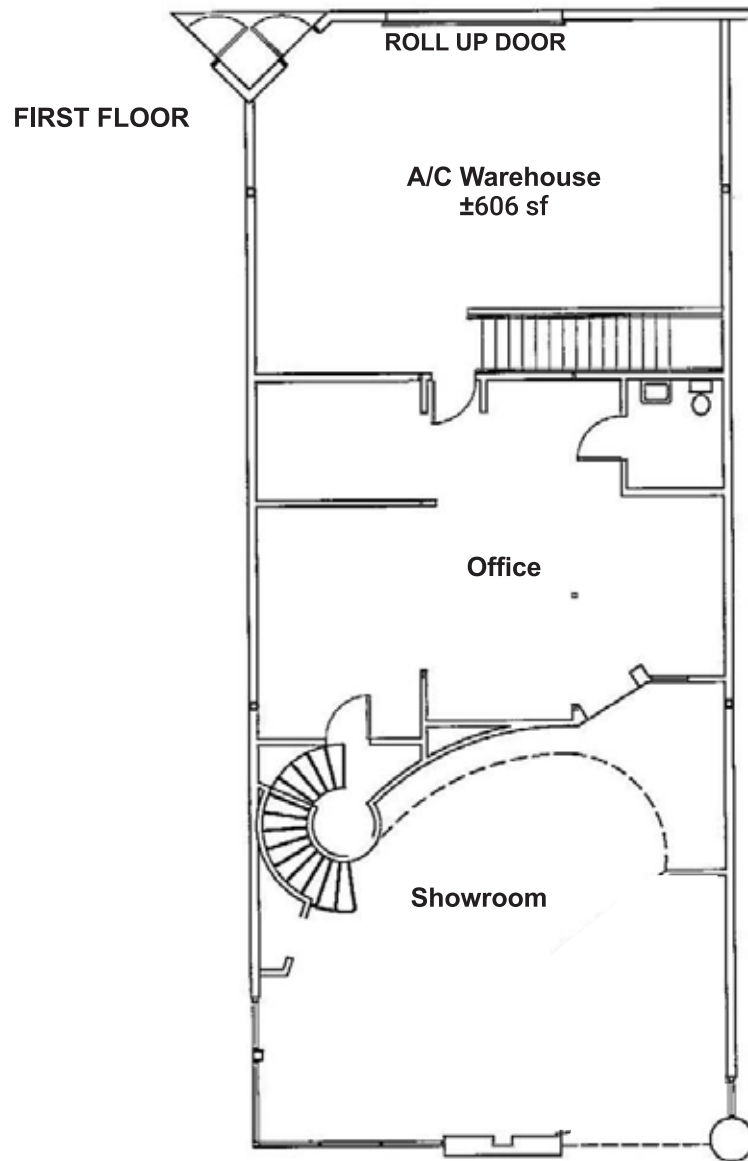 ROLL UP DOOR
FIRST FLOOR
A/C Warehouse
±606 sf
Office
Showroom